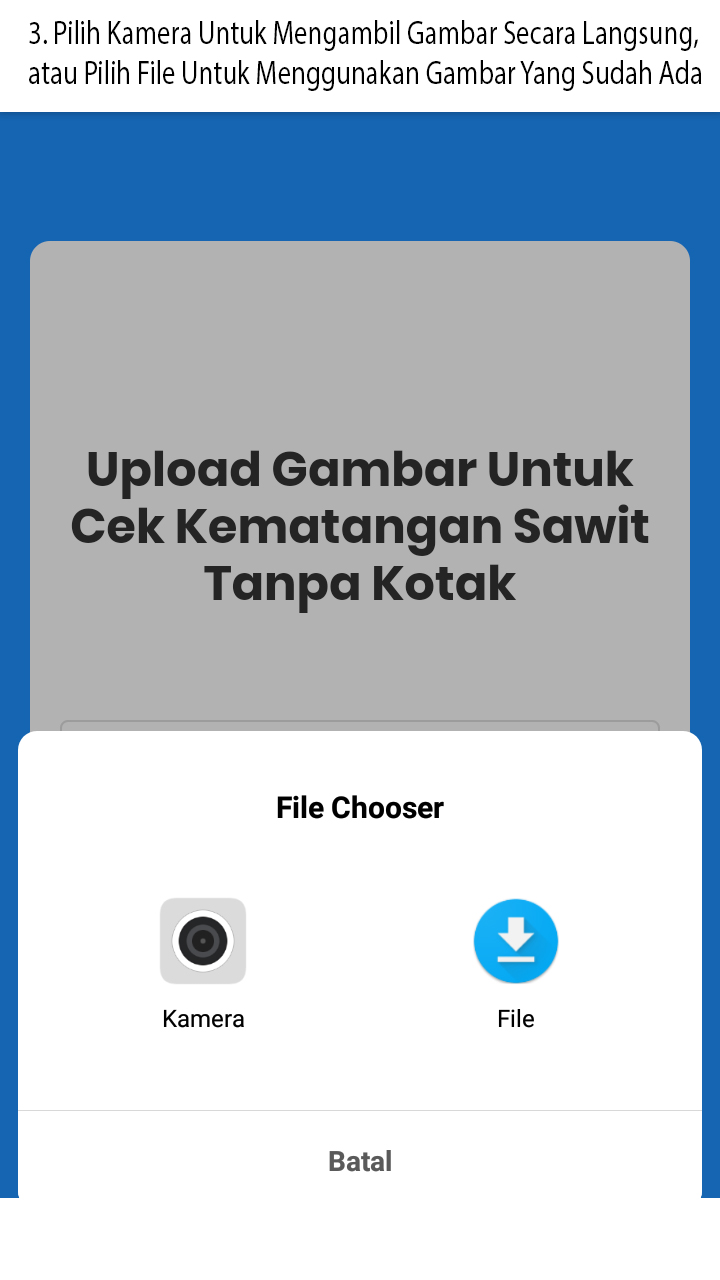 3. Pilih Kamera Untuk Mengambil Gambar Secara Langsung,
atau Pilih File Untuk Menggunakan Gambar Yang Sudah Ada
Upload Gambar Untuk
Cek Kematangan Sawit
Tanpa Kotak
File Chooser
Kamera
File
Batal